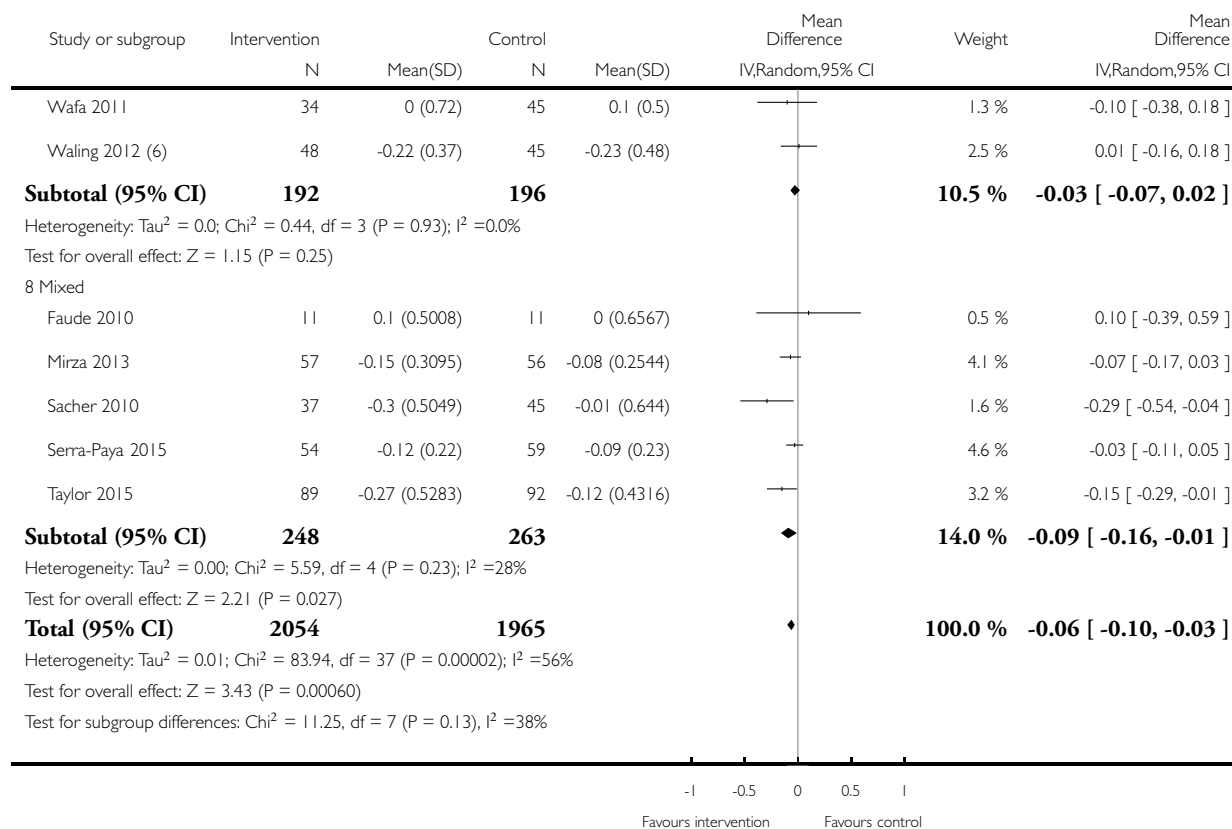 Study or subgroup Intervention Control Mean Difference Weight Mean Difference
N Mean(SD) N Mean(SD) IV,Random,95% CI IV,Random,95% CI
Wafa 2011 34 0 (0.72) 45 0.1 (0.5) 1.3 % -0.10 [ -0.38, 0.18 ]
Waling 2012 (6) 48 -0.22 (0.37) 45 -0.23 (0.48) 2.5 % 0.01 [ -0.16, 0.18 ]
Subtotal (95% CI) 192 196 10.5 % -0.03 [ -0.07, 0.02 ]
Heterogeneity: Tau² = 0.0; Chi² = 0.44, df = 3 (P = 0.93); I² =0.0%
Test for overall effect: Z = 1.15 (P = 0.25)
8 Mixed
Faude 2010 11 0.1 (0.5008) 11 0 (0.6567) 0.5 % 0.10 [ -0.39, 0.59 ]
Mirza 2013 57 -0.15 (0.3095) 56 -0.08 (0.2544) 4.1 % -0.07 [ -0.17, 0.03 ]
Sacher 2010 37 -0.3 (0.5049) 45 -0.01 (0.644) 1.6 % -0.29 [ -0.54, -0.04 ]
Serra-Paya 2015 54 -0.12 (0.22) 59 -0.09 (0.23) 4.6 % -0.03 [ -0.11, 0.05 ]
Taylor 2015 89 -0.27 (0.5283) 92 -0.12 (0.4316) 3.2 % -0.15 [ -0.29, -0.01 ]
Subtotal (95% CI) 248 263 14.0 % -0.09 [ -0.16, -0.01 ]
Heterogeneity: Tau² = 0.00; Chi² = 5.59, df = 4 (P = 0.23); I² =28%
Test for overall effect: Z = 2.21 (P = 0.027)
Total (95% CI) 2054 1965 100.0 % -0.06 [ -0.10, -0.03 ]
Heterogeneity: Tau² = 0.01; Chi² = 83.94, df = 37 (P = 0.00002); I² =56%
Test for overall effect: Z = 3.43 (P = 0.00060)
Test for subgroup differences: Chi² = 11.25, df = 7 (P = 0.13), I² =38%
-1 -0.5 0 0.5 1
Favours intervention Favours control